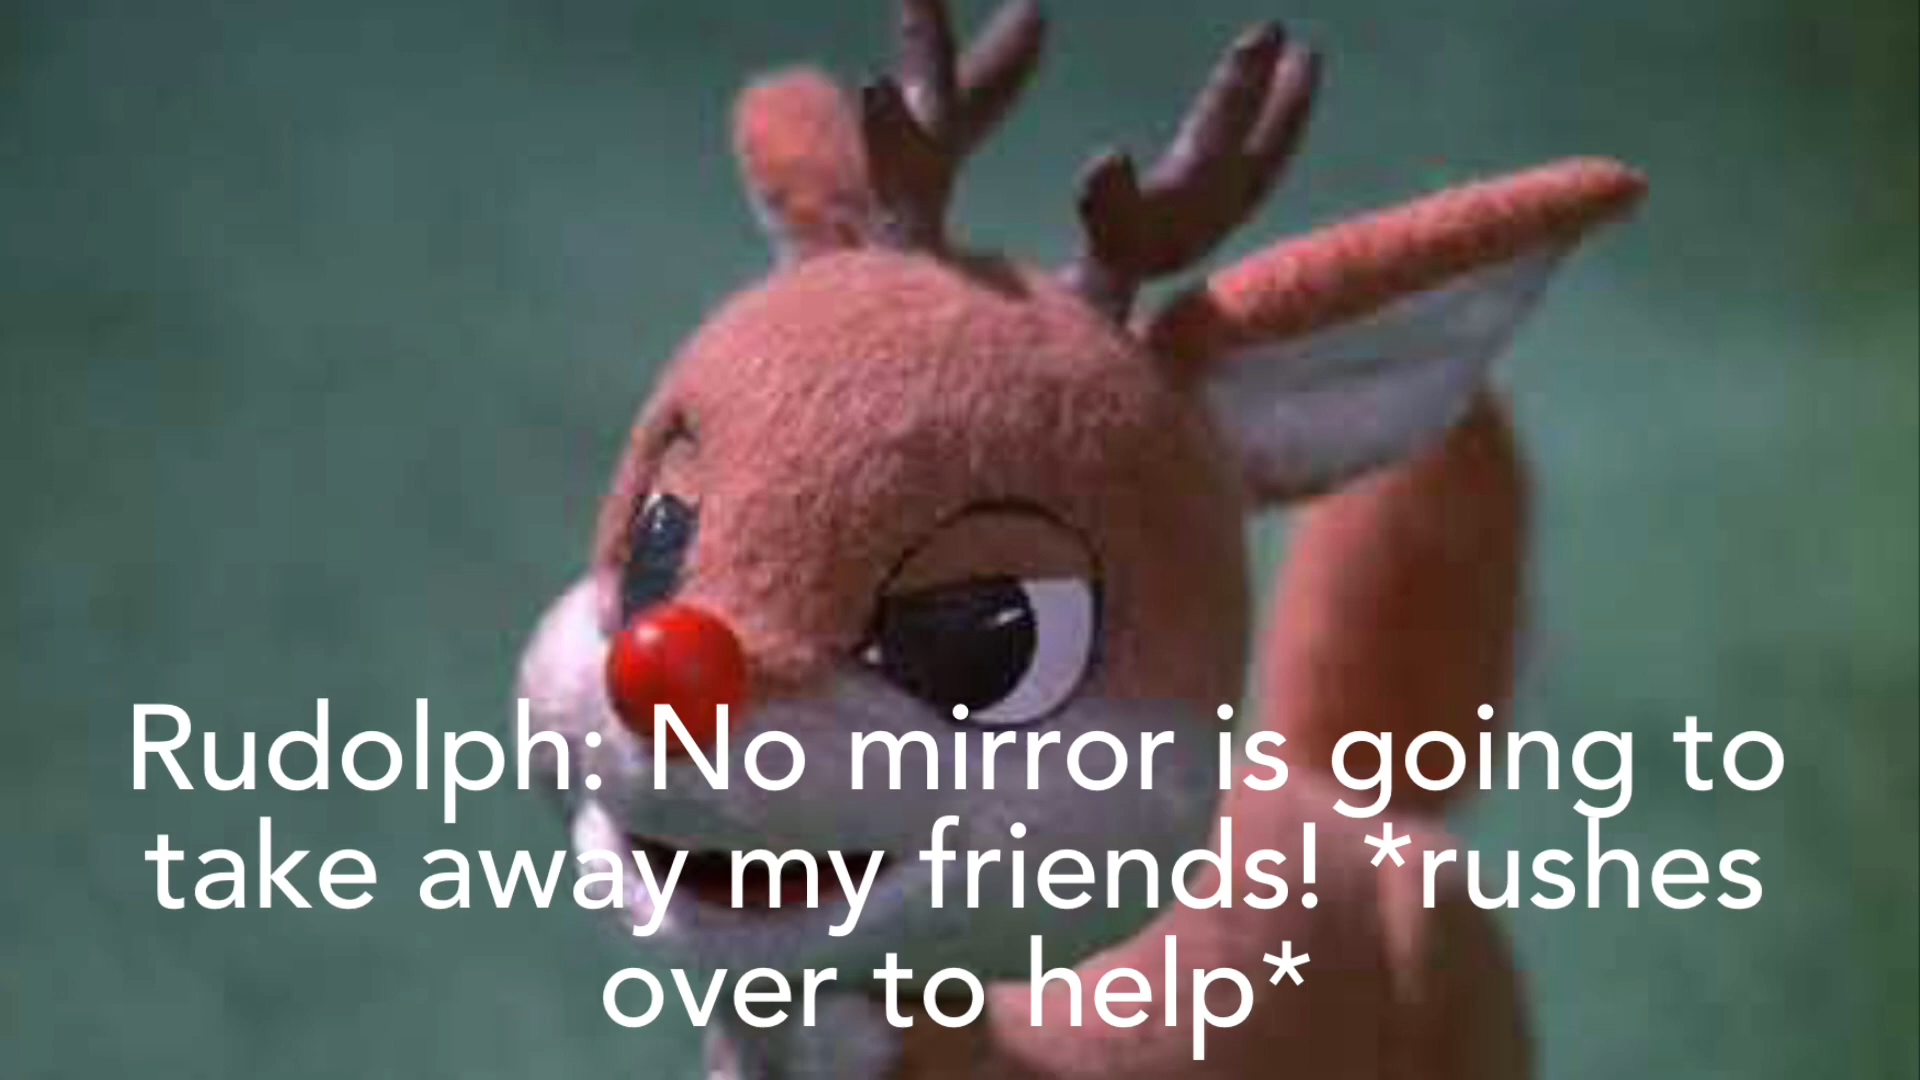 Rudolph: No mirror is going to
take away my friends! *rushes
over to help*